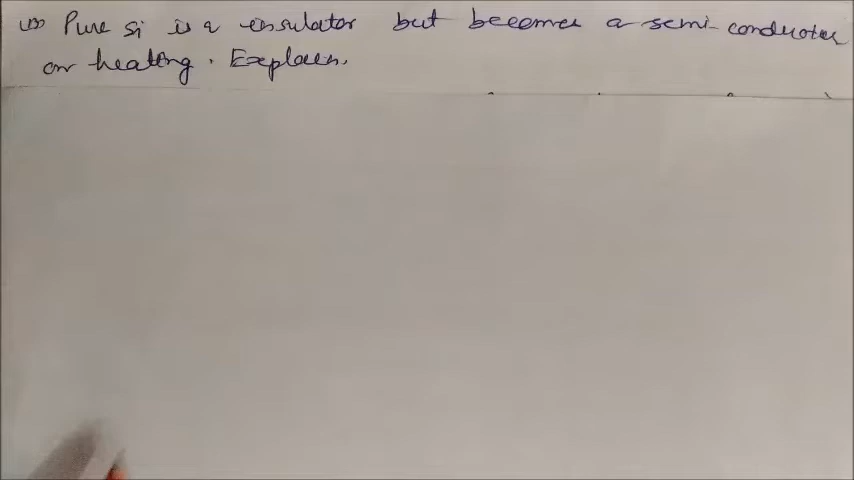 Pure Si is a insulator but becomes a semi-conductor
on heating. Explain.